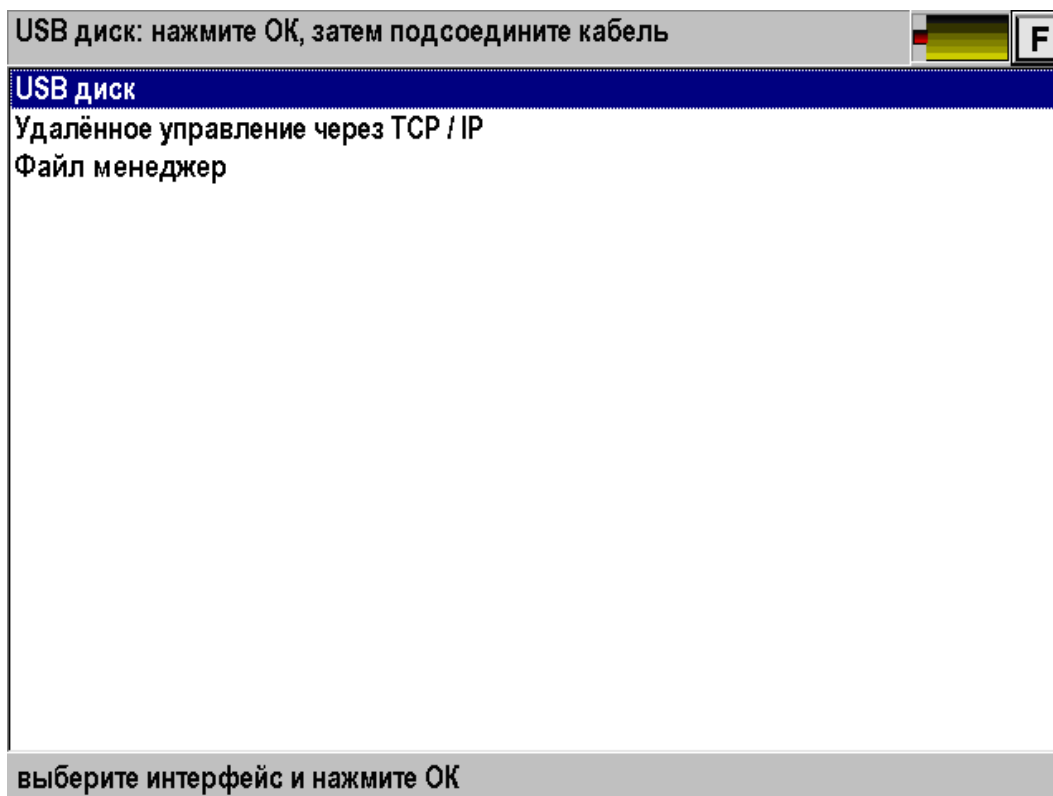 USB диск: нажмите ОК, затем подсоедините кабель
F
USB диск
Удалённое управление через TCP / IP
Файл менеджер
выберите интерфейс и нажмите ОК